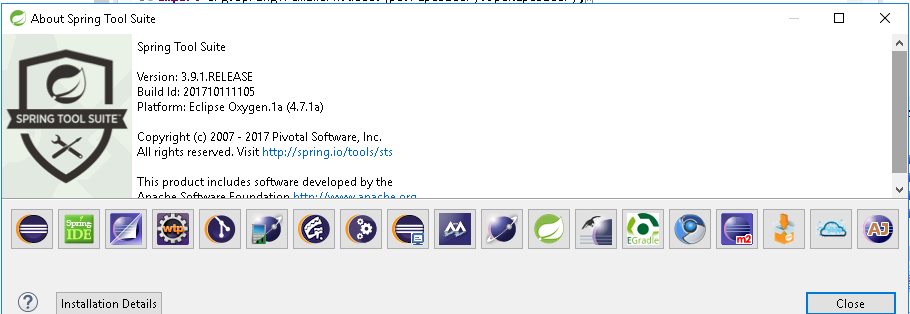 About Spring Tool Suite
Spring Tool Suite
Version: 3.9.1.RELEASE
Build Id: 201710111105
Platform: Eclipse Oxygen.1a (4.7.1a)
SPRING TOOL SUITE
Copyright (c) 2007 - 2017 Pivotal Software, Inc.
All rights reserved. Visit http://spring.io/tools/sts
This product includes software developed by the
Apache Software Foundation http://www.apache.org
Spring IDE
wtp
EGradle
m2
AJ
?
Installation Details
Close